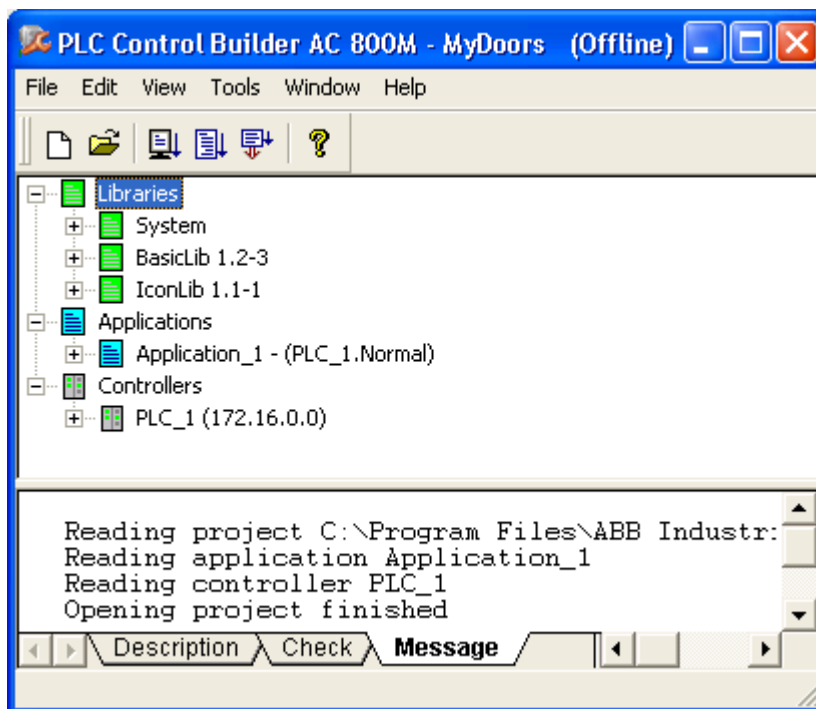 PLC Control Builder AC 800M - MyDoors (Offline)
File Edit View Tools Window Help
Libraries
System
BasicLib 1.2-3
IconLib 1.1-1
Applications
Application_1 - (PLC_1.Normal)
Controllers
PLC_1 (172.16.0.0)
Reading project C:\Program Files\ABB Industri
Reading application Application_1
Reading controller PLC_1
Opening project finished
Description Check Message